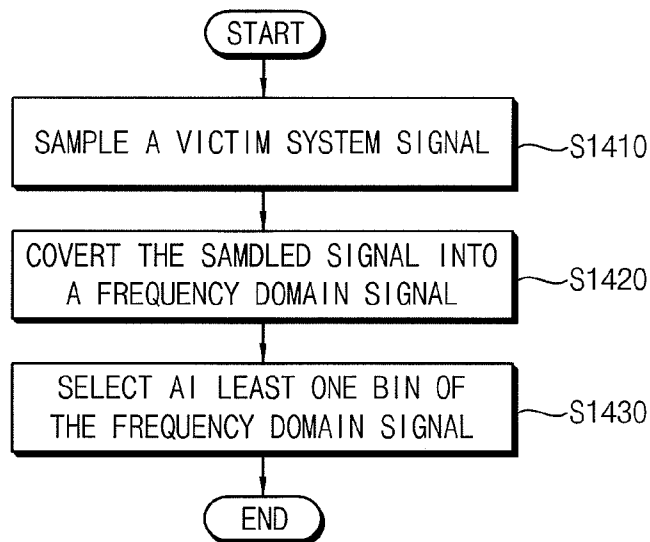 START
SAMPLE A VICTIM SYSTEM SIGNAL
S1410
COVERT THE SAMDLED SIGNAL INTO
A FREQUENCY DOMAIN SIGNAL
S1420
SELECT AI LEAST ONE BIN OF
THE FREQUENCY DOMAIN SIGNAL
S1430
END